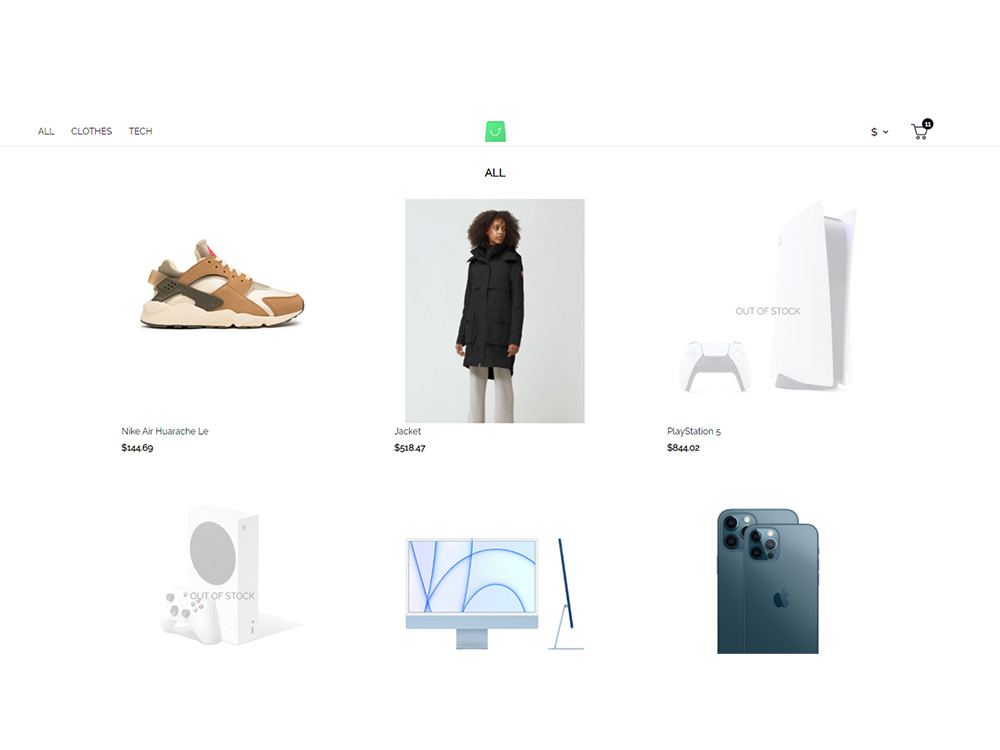 ALL CLOTHES TECH $ 11
ALL
OUT OF STOCK
Nike Air Huarache Le Jacket PlayStation 5
$144.69 $518.47 $844.02
OUT OF STOCK